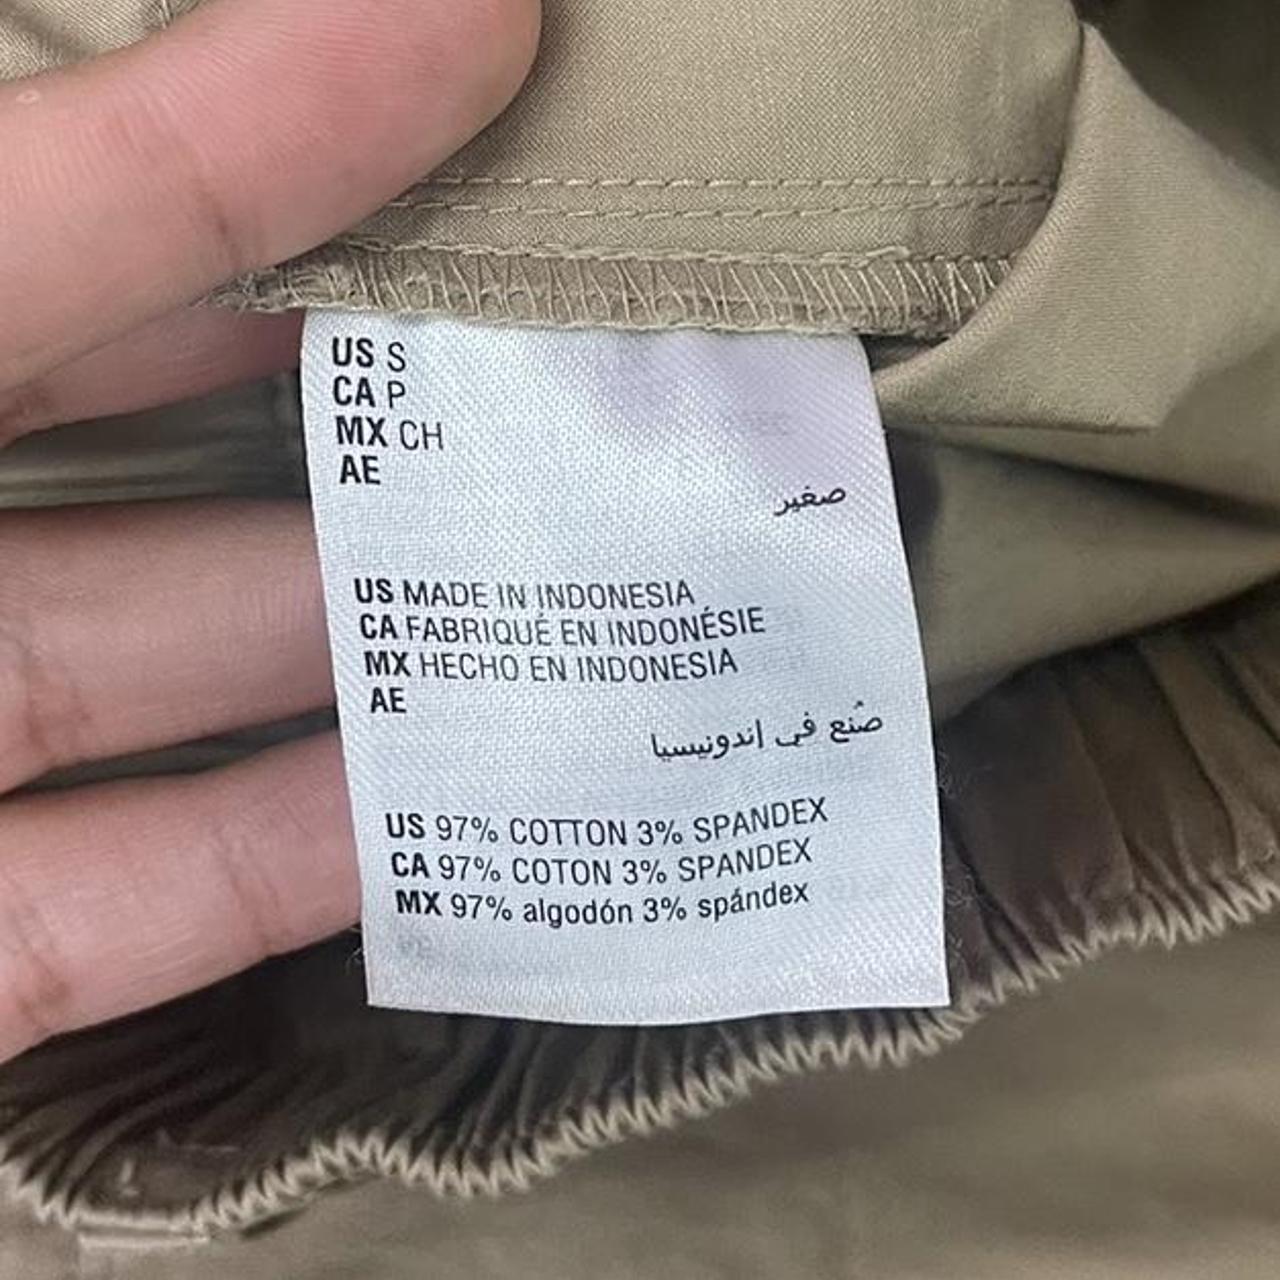 US S
CA P
MX CH
AE
صغير
US MADE IN INDONESIA
CA FABRIQUÉ EN INDONÉSIE
MX HECHO EN INDONESIA
AE
صُنع في اندونيسيا
US 97% COTTON 3% SPANDEX
CA 97% COTON 3% SPANDEX
MX 97% algodón 3% spándex